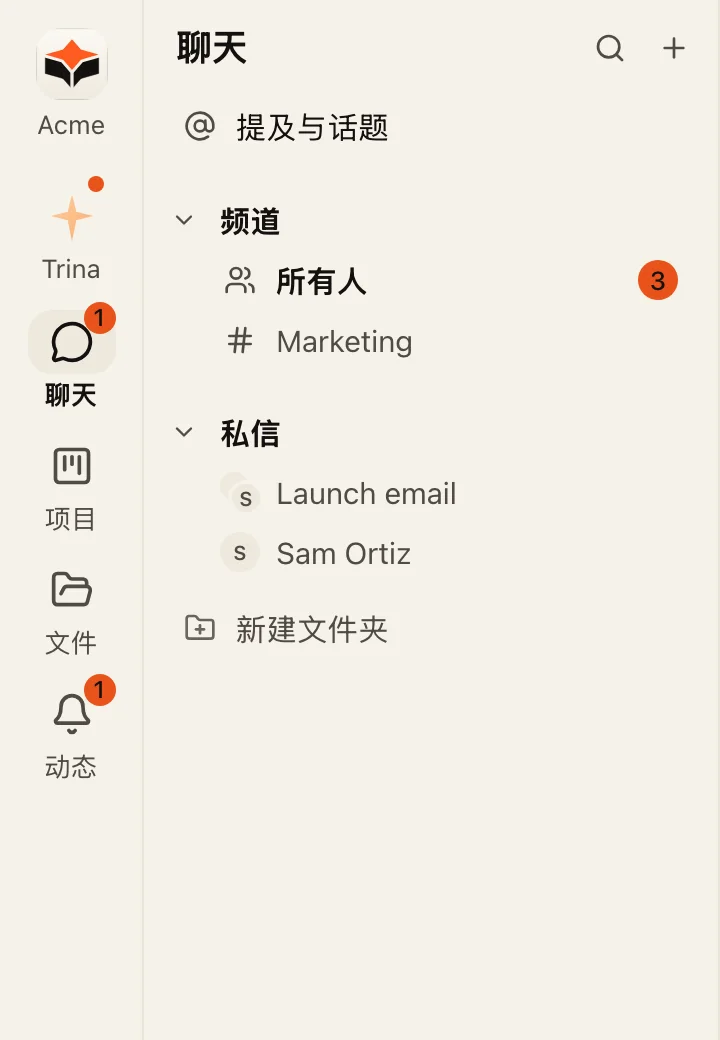 Acme
Trina
1
聊天
项目
文件
1
动态
聊天
提及与话题
频道
所有人
3
Marketing
私信
S Launch email
S Sam Ortiz
新建文件夹